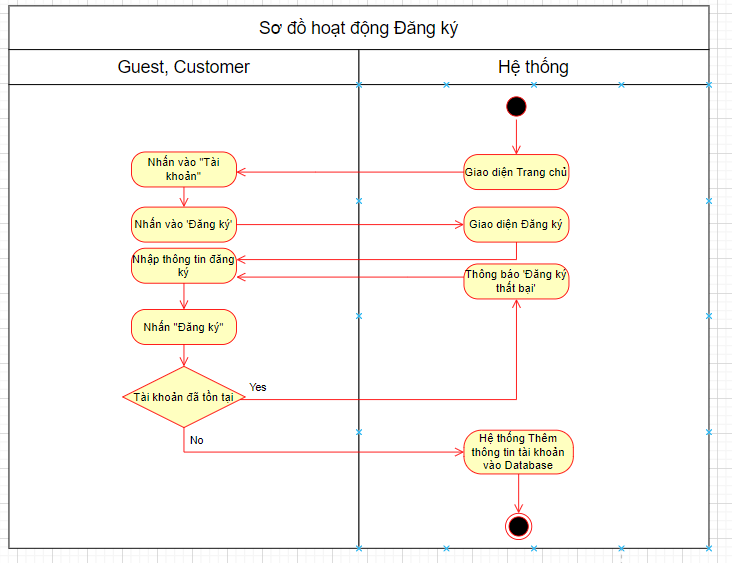 Sơ đồ hoạt động Đăng ký
Guest, Customer
Hệ thống
Nhấn vào "Tài
khoản"
Giao diện Trang chủ
Nhấn vào 'Đăng ký'
Giao diện Đăng ký
Nhập thông tin đăng
ký
Thông báo 'Đăng ký
thất bại'
Nhấn "Đăng ký"
Tài khoản đã tồn tại
Yes
No
Hệ thống Thêm
thông tin tài khoản
vào Database